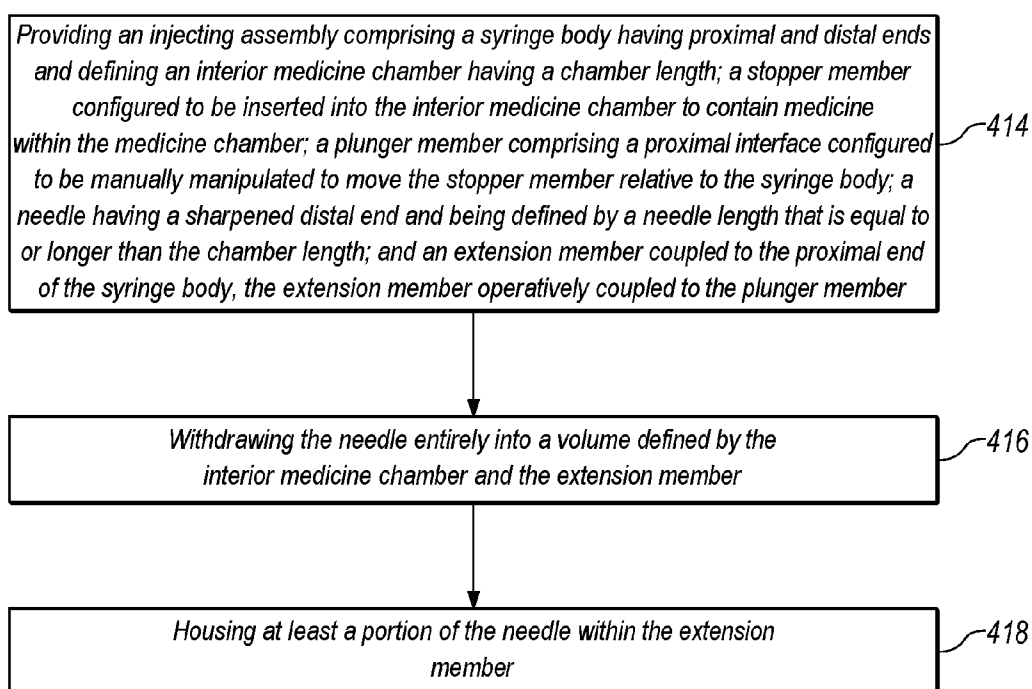 Providing an injecting assembly comprising a syringe body having proximal and distal ends
and defining an interior medicine chamber having a chamber length; a stopper member
configured to be inserted into the interior medicine chamber to contain medicine
within the medicine chamber; a plunger member comprising a proximal interface configured
to be manually manipulated to move the stopper member relative to the syringe body; a
needle having a sharpened distal end and being defined by a needle length that is equal to
or longer than the chamber length; and an extension member coupled to the proximal end
of the syringe body, the extension member operatively coupled to the plunger member
414
Withdrawing the needle entirely into a volume defined by the
interior medicine chamber and the extension member
416
Housing at least a portion of the needle within the extension
member
418